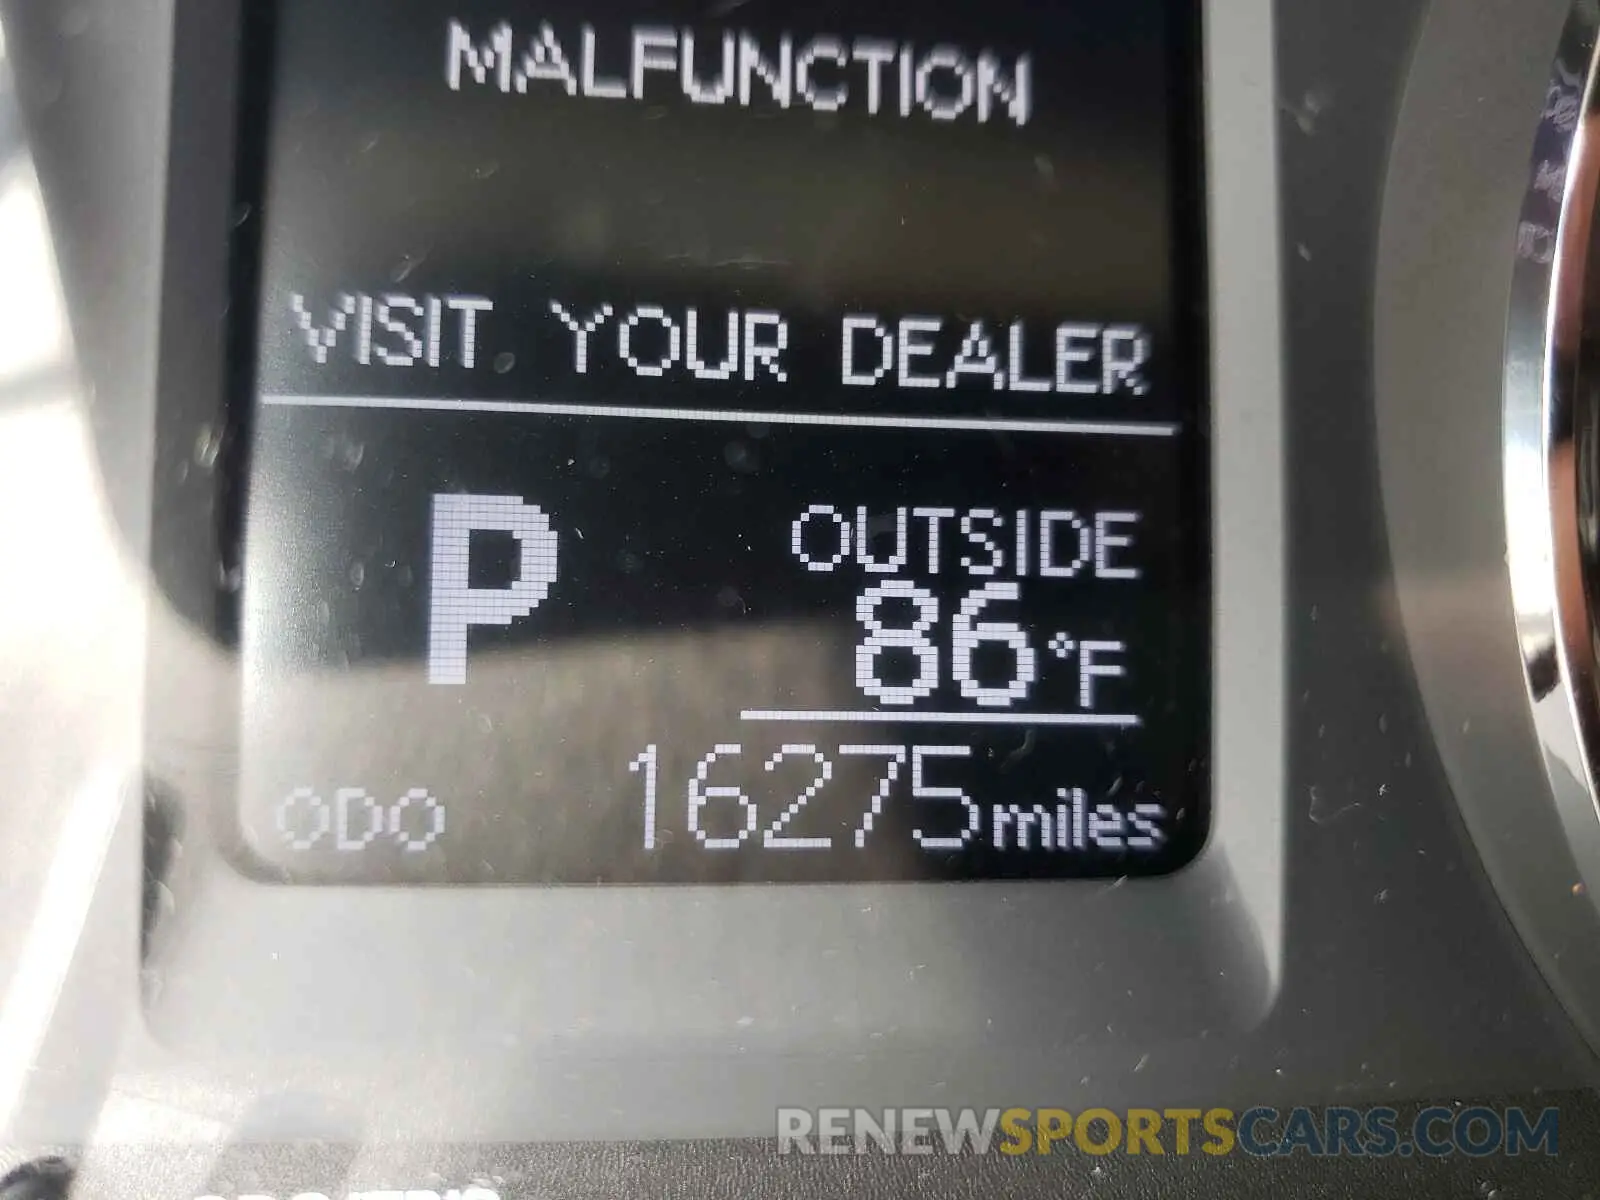 MALFUNCTION
VISIT YOUR DEALER
P
OUTSIDE
86°F
ODO 16275 miles
RENEWSPORTSCARS.COM